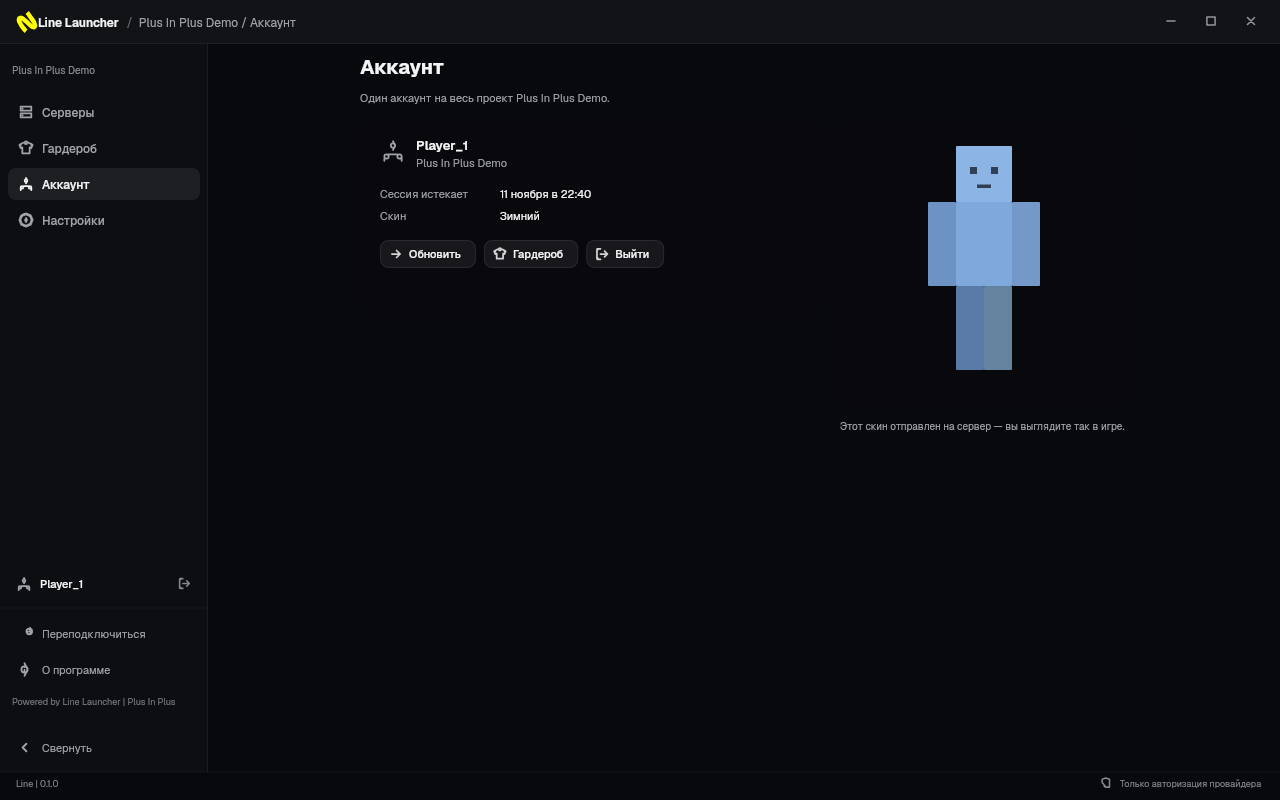 Line Launcher / Plus In Plus Demo / Аккаунт
Plus In Plus Demo
Серверы
Гардероб
Аккаунт
Настройки
Аккаунт
Один аккаунт на весь проект Plus In Plus Demo.
Player_1
Plus In Plus Demo
Сессия истекает 11 ноября в 22:40
Скин Зимний
Обновить Гардероб Выйти
Этот скин отправлен на сервер — вы выглядите так в игре.
Player_1
Переподключиться
О программе
Powered by Line Launcher | Plus In Plus
Свернуть
Line | 0.1.0
Только авторизация провайдера